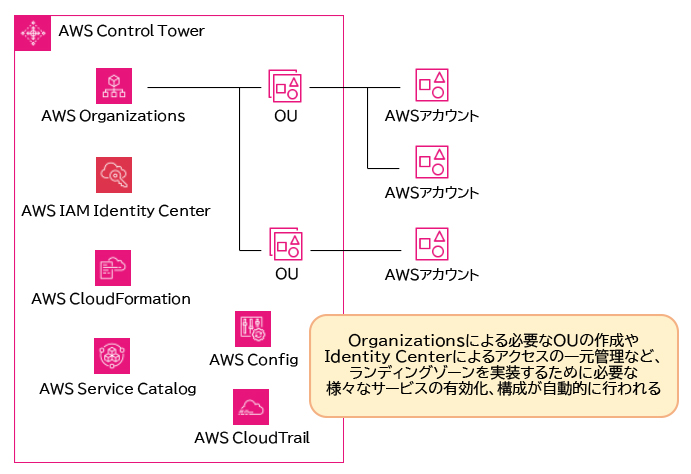 AWS Control Tower
AWS Organizations
OU
AWSアカウント
AWSアカウント
AWS IAM Identity Center
OU
AWSアカウント
AWS CloudFormation
AWS Config
AWS Service Catalog
AWS CloudTrail
Organizationsによる必要なOUの作成や
Identity Centerによるアクセスの一元管理など、
ランディングゾーンを実装するために必要な
様々なサービスの有効化、構成が自動的に行われる